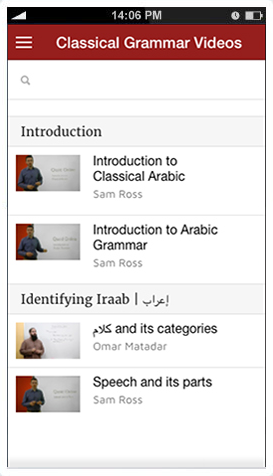 14:06 PM
Classical Grammar Videos
Introduction
Introduction to
Classical Arabic
Sam Ross
Introduction to Arabic
Grammar
Sam Ross
Identifying Iraab | إعراب
كلام and its categories
Omar Matadar
Speech and its parts
Sam Ross